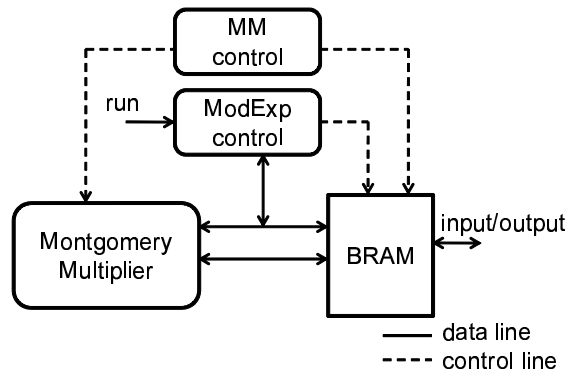 MM
control
run
ModExp
control
Montgomery
Multiplier
BRAM
input/output
data line
control line